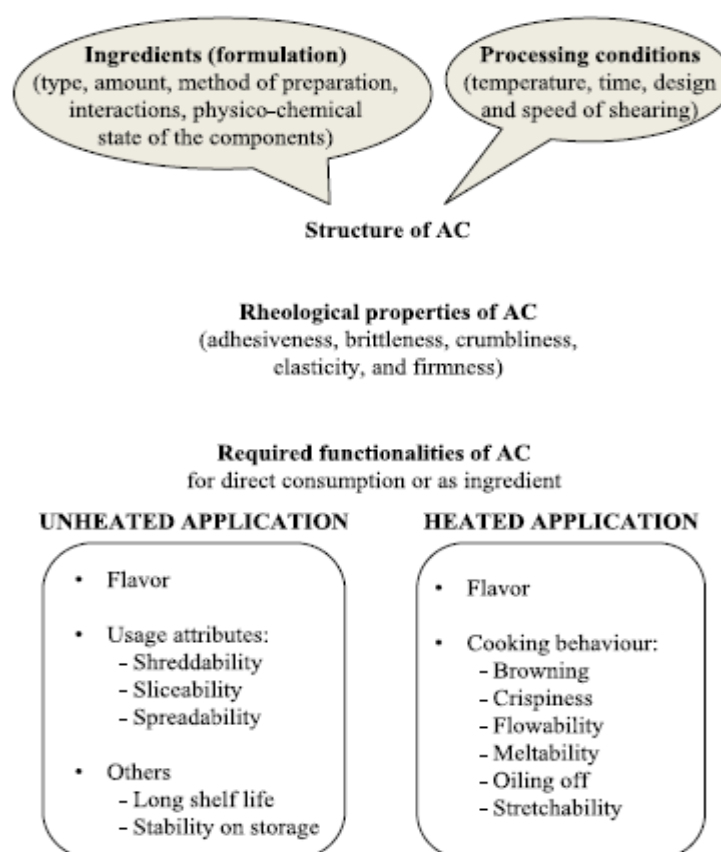 Ingredients (formulation)
(type, amount, method of preparation,
interactions, physico-chemical
state of the components)
Processing conditions
(temperature, time, design
and speed of shearing)
Structure of AC
Rheological properties of AC
(adhesiveness, brittleness, crumbliness,
elasticity, and firmness)
Required functionalities of AC
for direct consumption or as ingredient
UNHEATED APPLICATION
• Flavor
• Usage attributes:
- Shreddability
- Sliceability
- Spreadability
• Others
- Long shelf life
- Stability on storage
HEATED APPLICATION
• Flavor
• Cooking behaviour:
- Browning
- Crispiness
- Flowability
- Meltability
- Oiling off
- Stretchability